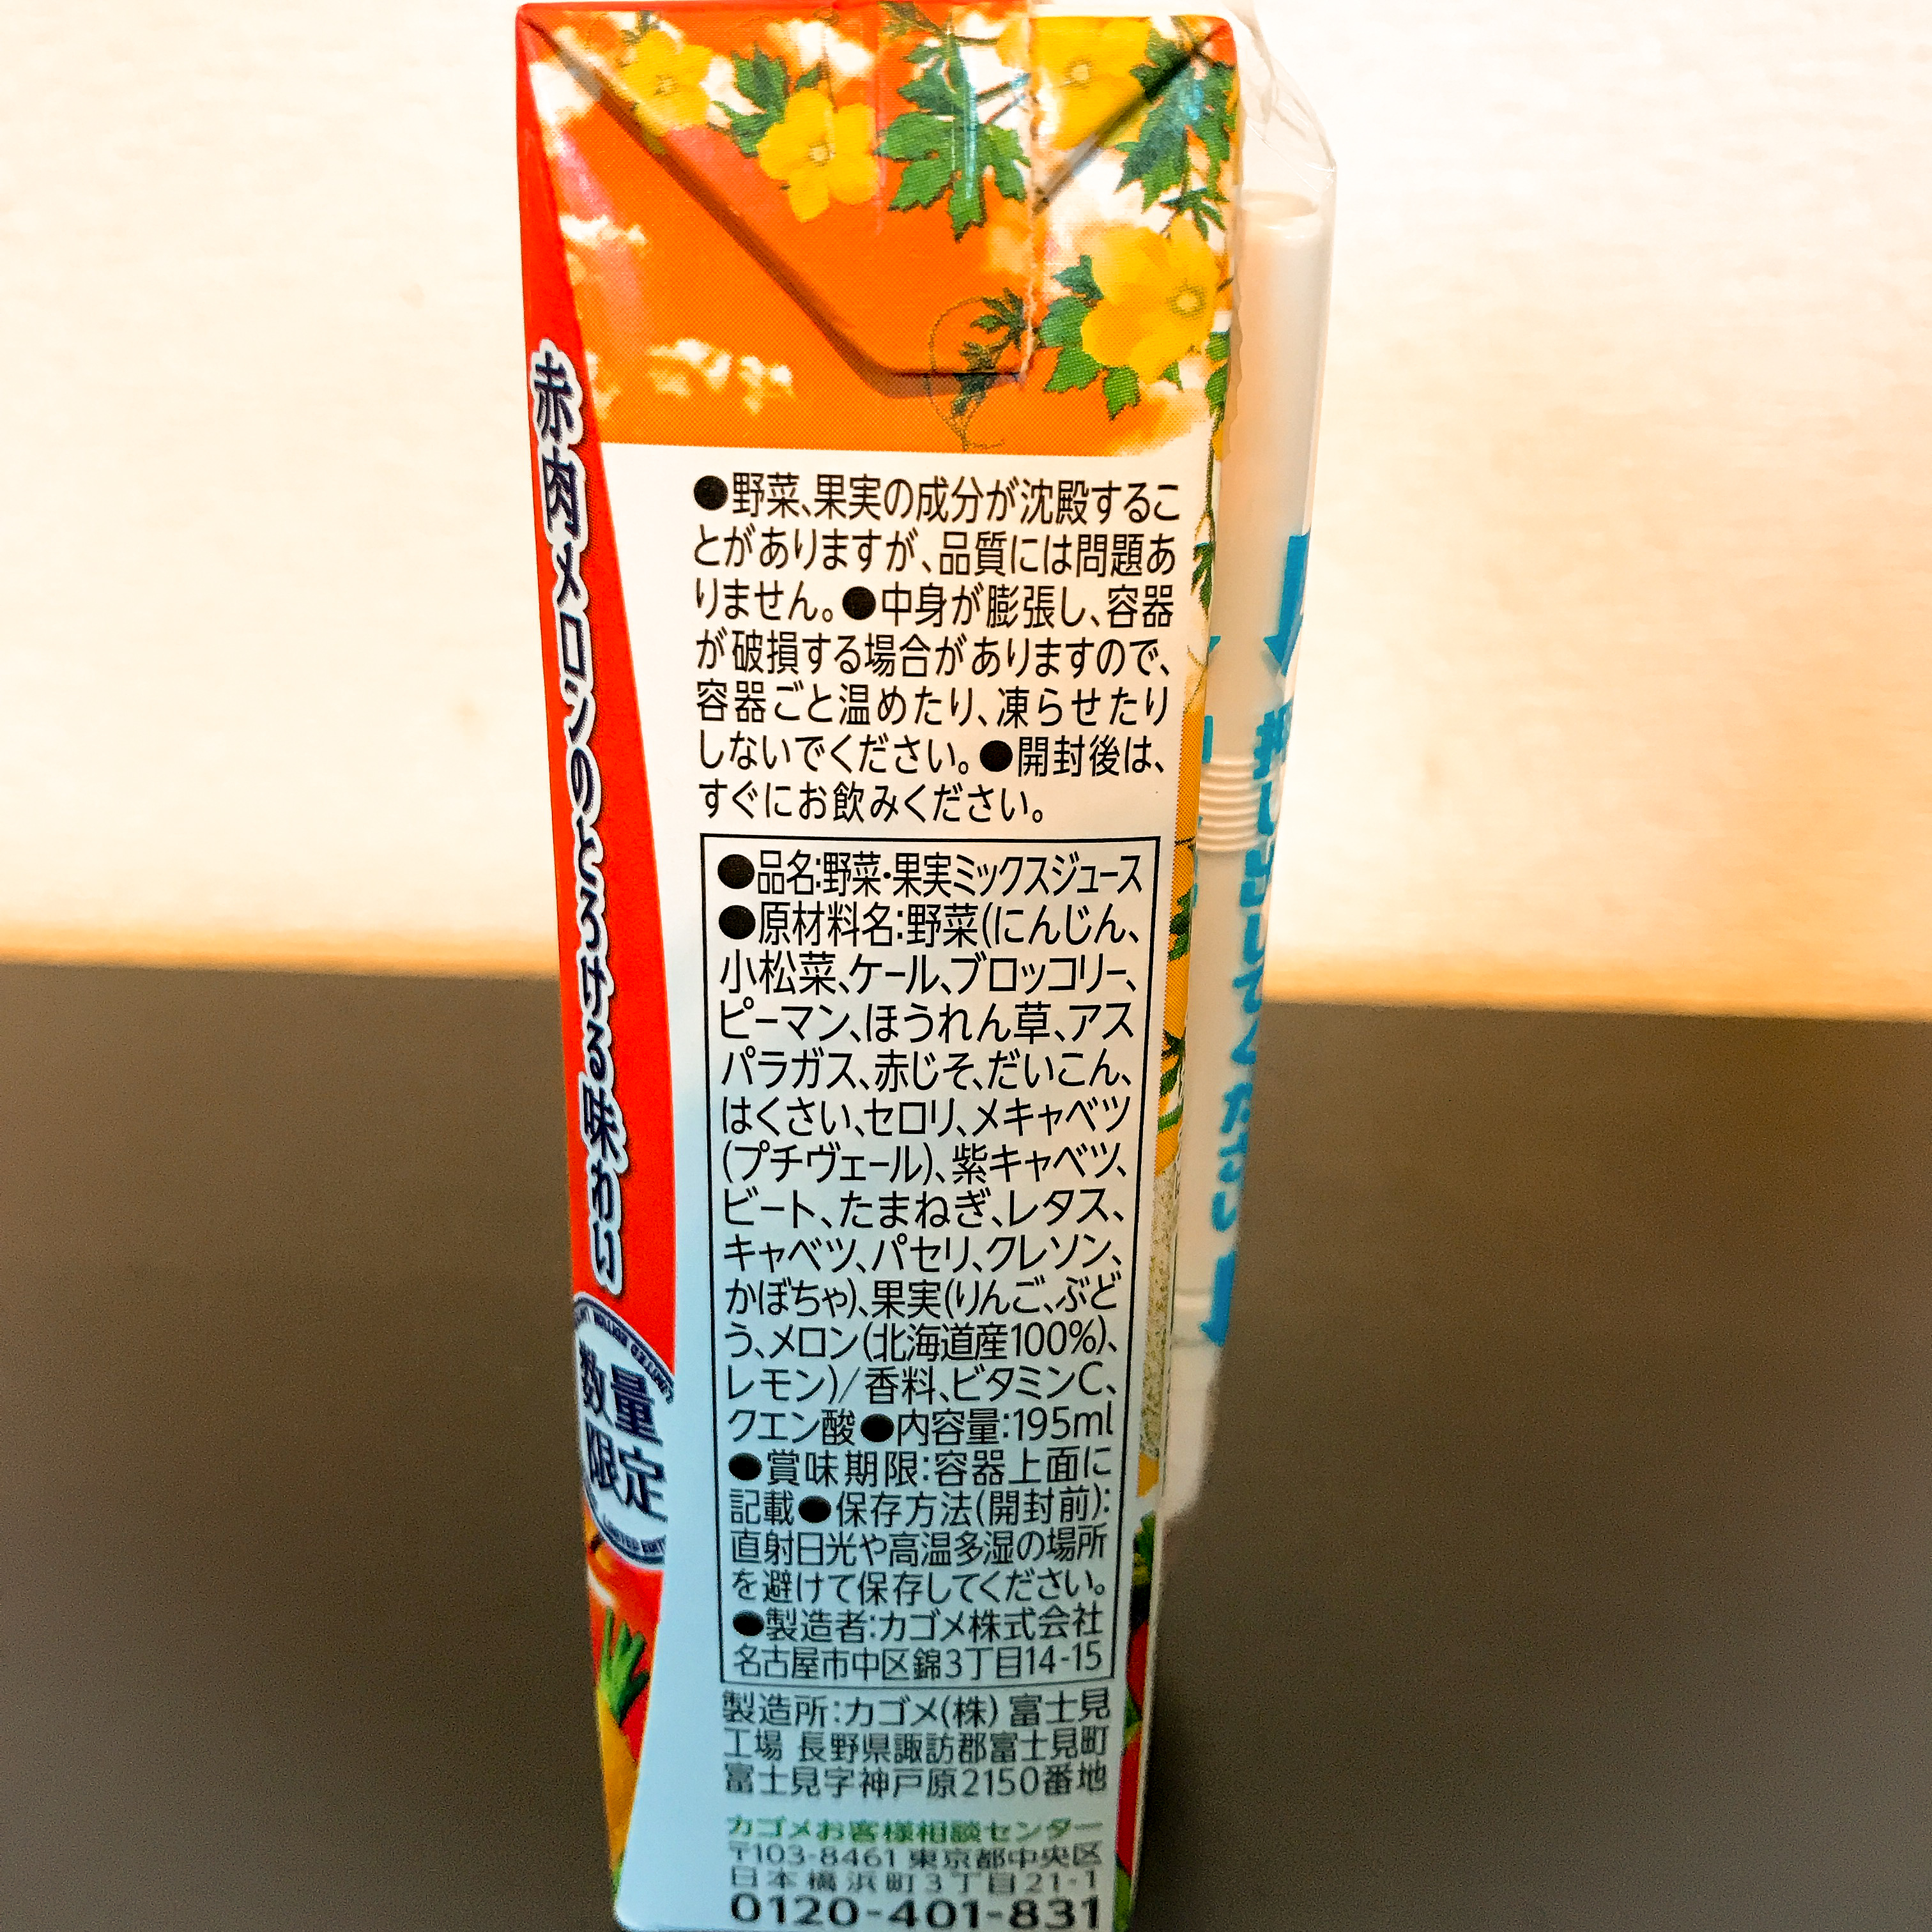 赤肉メロンのとろける味わい
LIMITED EDITION
数量
限定
LIMITED EDITION
●野菜、果実の成分が沈殿するこ
とがありますが、品質には問題あ
りません。●中身が膨張し、容器
が破損する場合がありますので、
容器ごと温めたり、凍らせたり
しないでください。●開封後は、
すぐにお飲みください。
●品名:野菜・果実ミックスジュース
●原材料名:野菜(にんじん、
小松菜、ケール、ブロッコリー、
ピーマン、ほうれん草、アス
パラガス、赤じそ、だいこん、
はくさい、セロリ、メキャベツ
(プチヴェール)、紫キャベツ、
ビート、たまねぎ、レタス、
キャベツ、パセリ、クレソン、
かぼちゃ)、果実(りんご、ぶど
う、メロン(北海道産100%)、
レモン)/香料、ビタミンC、
クエン酸●内容量:195ml
●賞味期限:容器上面に
記載●保存方法(開封前):
直射日光や高温多湿の場所
を避けて保存してください。
●製造者:カゴメ株式会社
名古屋市中区錦3丁目14-15
製造所:カゴメ(株) 富士見
工場 長野県諏訪郡富士見町
富士見字神戸原2150番地
カゴメお客様相談センター
〒103-8461 東京都中央区
日本橋浜町3丁目21-1
0120-401-831
押し出してください